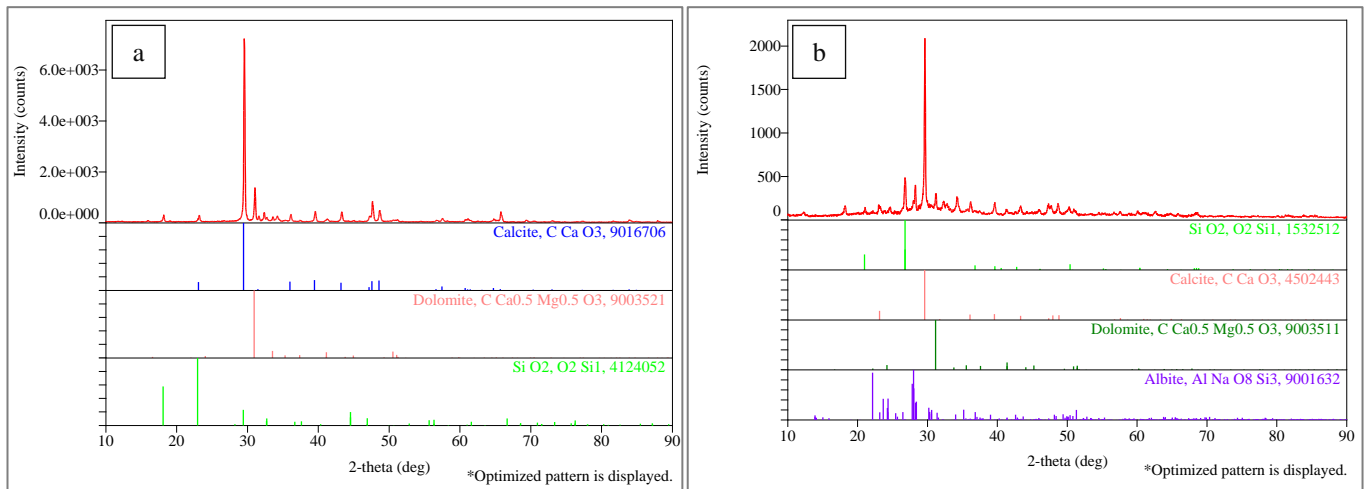 a
Intensity (counts)
6.0e+003
4.0e+003
2.0e+003
0.0e+000
Calcite, C Ca O3, 9016706
Dolomite, C Ca0.5 Mg0.5 O3, 9003521
Si O2, O2 Si1, 4124052
10 20 30 40 50 60 70 80 90
2-theta (deg)
*Optimized pattern is displayed.
b
Intensity (counts)
2000
1500
1000
500
0
Si O2, O2 Si1, 1532512
Calcite, C Ca O3, 4502443
Dolomite, C Ca0.5 Mg0.5 O3, 9003511
Albite, Al Na O8 Si3, 9001632
10 20 30 40 50 60 70 80 90
2-theta (deg)
*Optimized pattern is displayed.